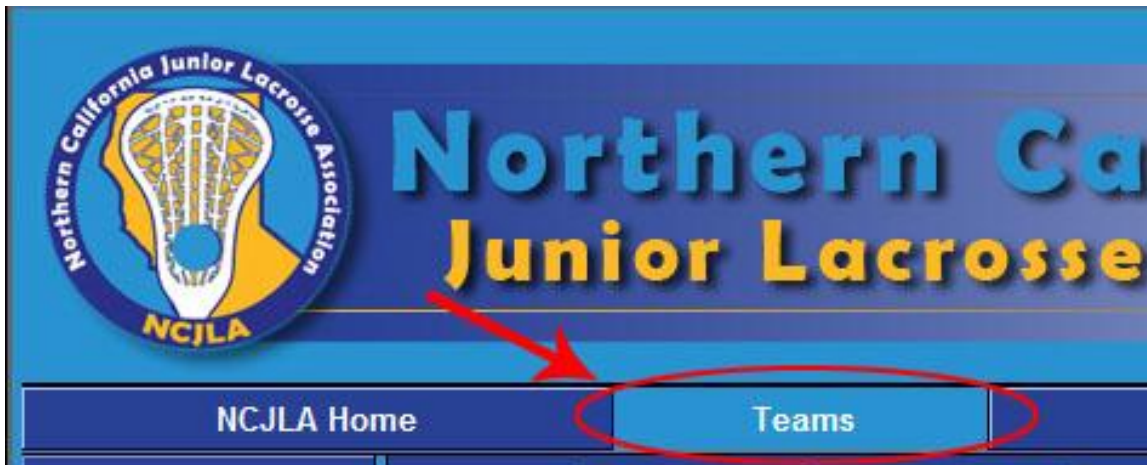 Northern California Junior Lacrosse Association
NCJLA
Northern Ca
Junior Lacrosse
NCJLA Home
Teams